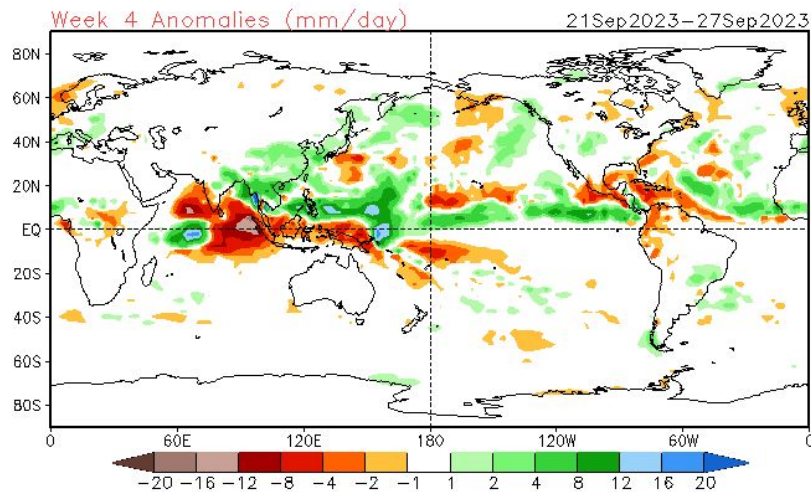 Week 4 Anomalies (mm/day) 21Sep2023-27Sep2023
80N
60N
40N
20N
EQ
20S
40S
60S
80S
0 60E 120E 180 120W 60W 0
-20 -16 -12 -8 -4 -2 -1 1 2 4 8 12 16 20